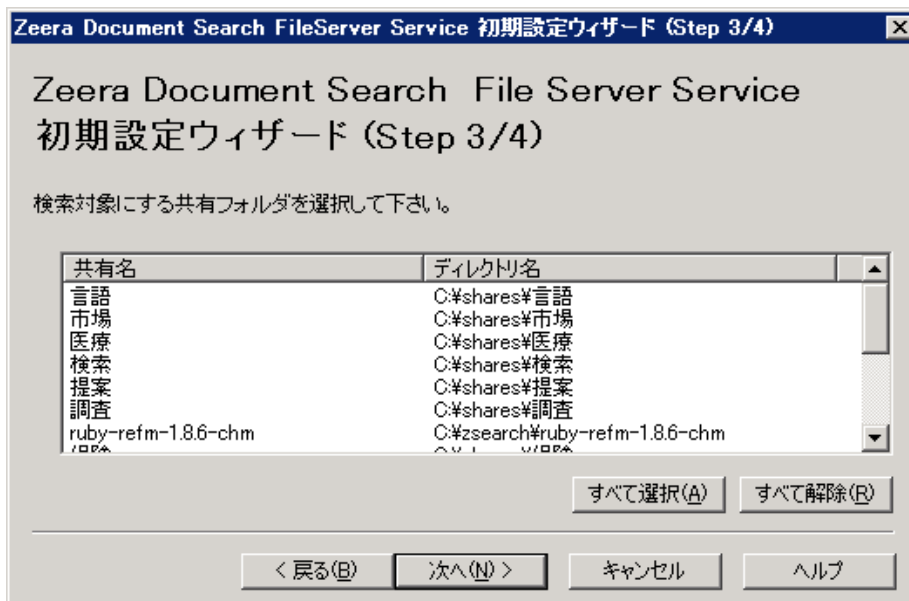 Zeera Document Search FileServer Service 初期設定ウィザード (Step 3/4)
Zeera Document Search File Server Service
初期設定ウィザード (Step 3/4)
検索対象にする共有フォルダを選択して下さい。
共有名 ディレクトリ名
言語 C:¥shares¥言語
市場 C:¥shares¥市場
医療 C:¥shares¥医療
検索 C:¥shares¥検索
提案 C:¥shares¥提案
調査 C:¥shares¥調査
ruby-refm-1.8.6-chm C:¥zsearch¥ruby-refm-1.8.6-chm
すべて選択(A) すべて解除(R)
< 戻る(B) 次へ(N) > キャンセル ヘルプ